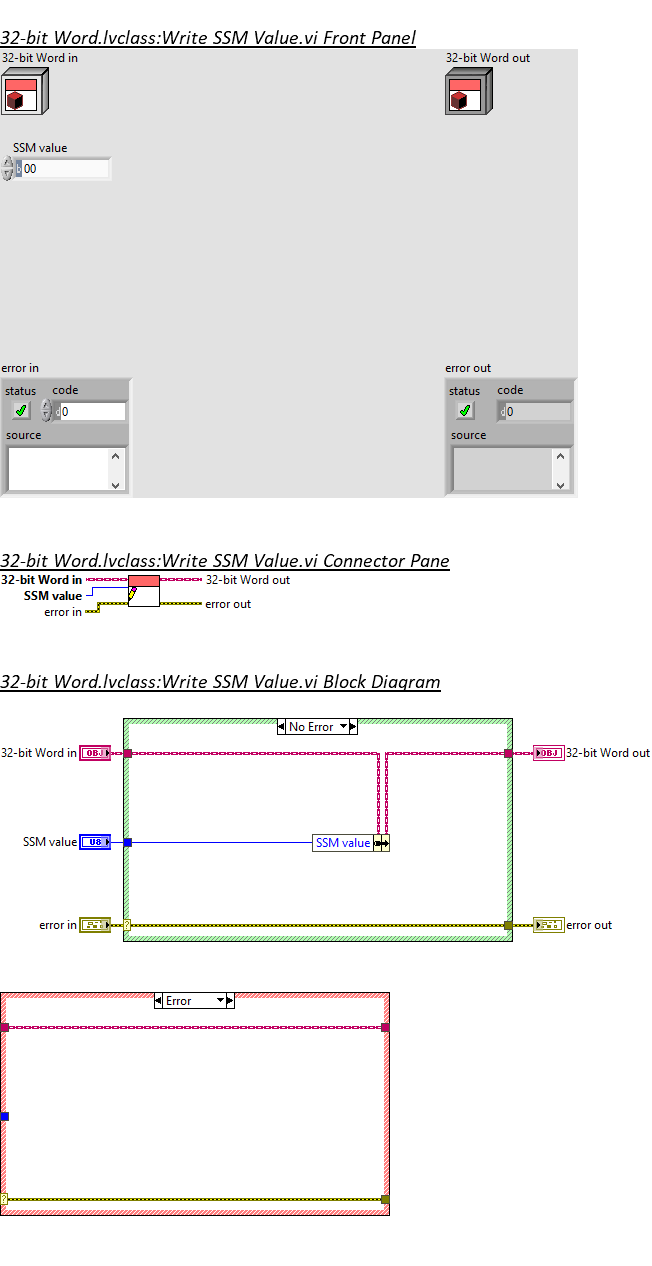 32-bit Word.lvclass:Write SSM Value.vi Front Panel
32-bit Word in
32-bit Word out
SSM value
b 00
error in
error out
status code
status code
d 0
d 0
source
source
32-bit Word.lvclass:Write SSM Value.vi Connector Pane
32-bit Word in
32-bit Word out
SSM value
error in
error out
32-bit Word.lvclass:Write SSM Value.vi Block Diagram
No Error
32-bit Word in
OBJ
OBJ
32-bit Word out
SSM value
U8
SSM value
error in
?
error out
Error
?